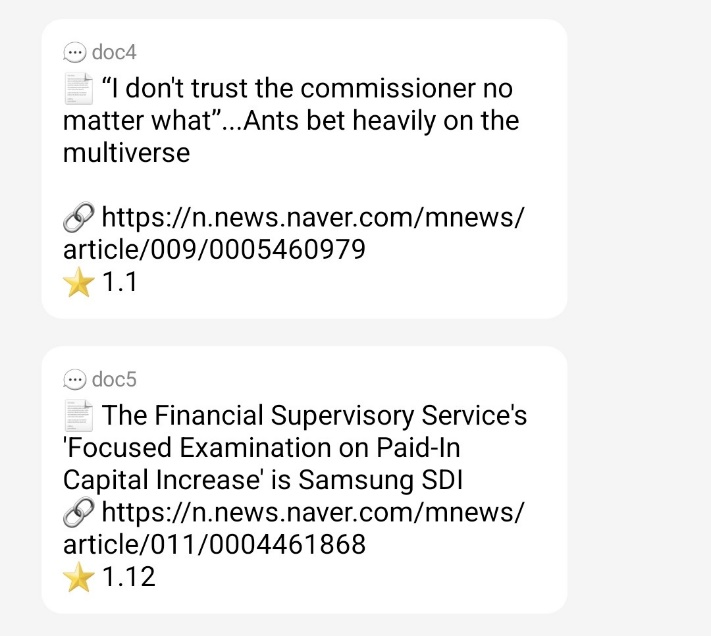 doc4
“I don't trust the commissioner no
matter what”...Ants bet heavily on the
multiverse
https://n.news.naver.com/mnews/
article/009/0005460979
1.1
doc5
The Financial Supervisory Service's
'Focused Examination on Paid-In
Capital Increase' is Samsung SDI
https://n.news.naver.com/mnews/
article/011/0004461868
1.12